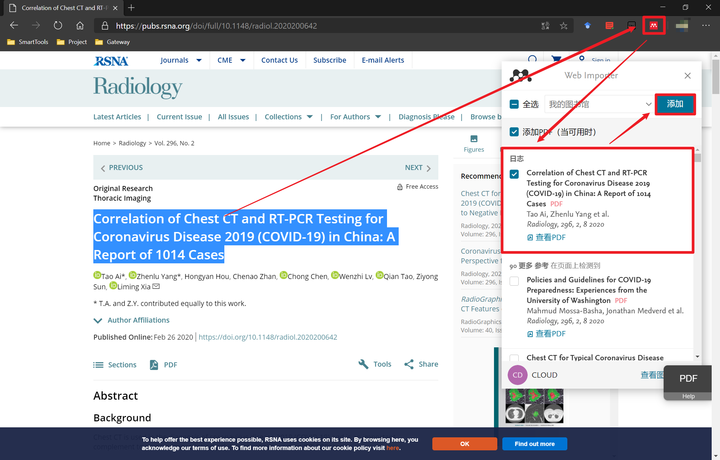 Correlation of Chest CT and RT-P
https://pubs.rsna.org/doi/full/10.1148/radiol.2020200642
SmartTools
Project
Gateway
RSNA
Journals
CME
Contact Us
Subscribe
E-mail Alerts
Sign in
Radiology
Latest Articles | Current Issue | All Issues | Collections | For Authors | Diagnosis Please | Browse b
Home > Radiology > Vol. 296, No. 2
PREVIOUS
NEXT
Original Research
Free Access
Thoracic Imaging
Correlation of Chest CT and RT-PCR Testing for
Coronavirus Disease 2019 (COVID-19) in China: A
Report of 1014 Cases
Tao Ai*, Zhenlu Yang*, Hongyan Hou, Chenao Zhan, Chong Chen, Wenzhi Lv, Qian Tao, Ziyong
Sun, Liming Xia
* T.A. and Z.Y. contributed equally to this work.
Author Affiliations
Published Online: Feb 26 2020 | https://doi.org/10.1148/radiol.2020200642
Sections
PDF
Tools
Share
Abstract
Background
Figures
Recommen
Chest CT for
2019 (COVID-19)
to Negative
Radiology, 202
Volume: 296, I
Coronavirus
Perspective
Radiology, 202
Volume: 296, I
RadioGraphic
CT Features
RadioGraphics
Volume: 40, Iss
Web Importer
全选
我的图书馆
添加
添加PDF（当可用时）
日志
Correlation of Chest CT and RT-PCR
Testing for Coronavirus Disease 2019
(COVID-19) in China: A Report of 1014
Cases PDF
Tao Ai, Zhenlu Yang et al.
Radiology, 296, 2, 8 2020
查看PDF
90 更多 参考 在页面上检测到
Policies and Guidelines for COVID-19
Preparedness: Experiences from the
University of Washington PDF
Mahmud Mossa-Basha, Jonathan Medverd et al.
Radiology, 296, 2, 8 2020
查看PDF
Chest CT for Typical Coronavirus Disease
CD
CLOUD
查看图
PDF
Help
To help offer the best experience possible, RSNA uses cookies on its site. By browsing here, you
acknowledge our terms of use. To find more information about our cookie policy visit here.
OK
Find out more